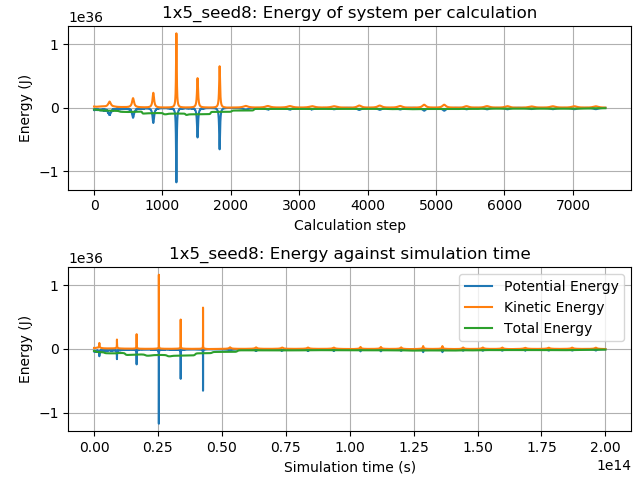 1x5_seed8: Energy of system per calculation
1e36
1
0
−1
Energy (J)
0 1000 2000 3000 4000 5000 6000 7000
Calculation step
1x5_seed8: Energy against simulation time
1e36
1
0
−1
Energy (J)
Potential Energy
Kinetic Energy
Total Energy
0.00 0.25 0.50 0.75 1.00 1.25 1.50 1.75 2.00
1e14
Simulation time (s)